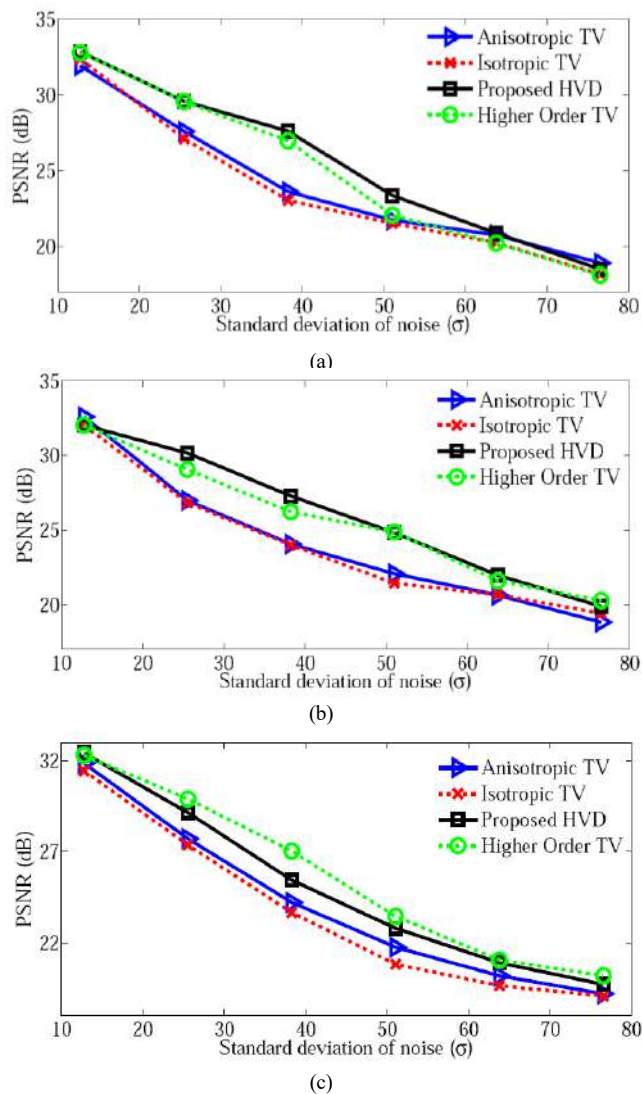 35
30
25
20
PSNR (dB)
Anisotropic TV
Isotropic TV
Proposed HVD
Higher Order TV
10 20 30 40 50 60 70 80
Standard deviation of noise (σ)
(a)
35
30
25
20
PSNR (dB)
Anisotropic TV
Isotropic TV
Proposed HVD
Higher Order TV
10 20 30 40 50 60 70 80
Standard deviation of noise (σ)
(b)
32
27
22
PSNR (dB)
Anisotropic TV
Isotropic TV
Proposed HVD
Higher Order TV
10 20 30 40 50 60 70 80
Standard deviation of noise (σ)
(c)